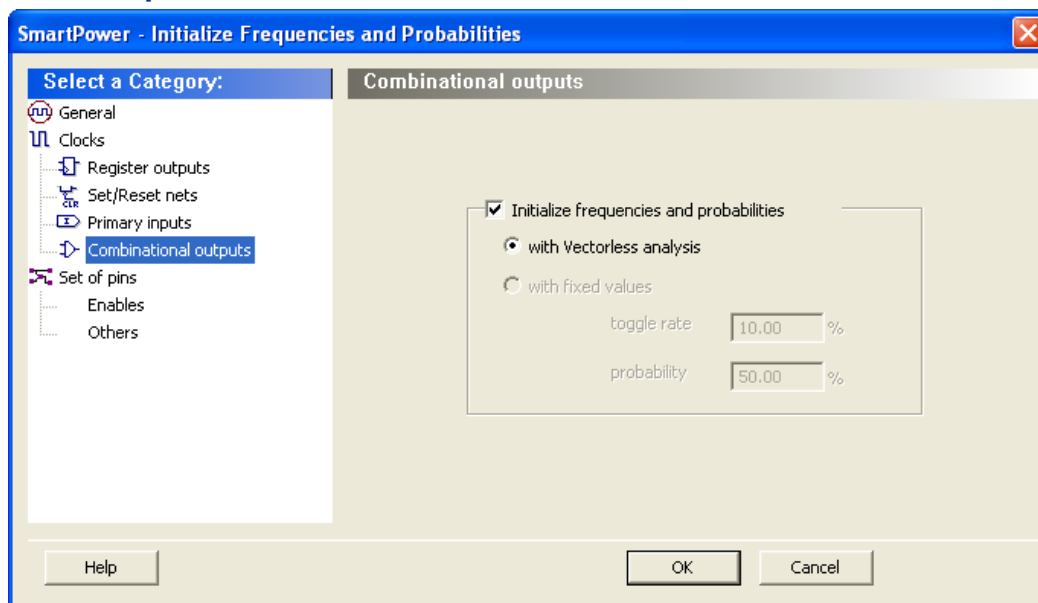 SmartPower - Initialize Frequencies and Probabilities
Select a Category:
Combinational outputs
General
Clocks
Register outputs
Set/Reset nets
CLR
Primary inputs
Combinational outputs
Set of pins
Enables
Others
Initialize frequencies and probabilities
with Vectorless analysis
with fixed values
toggle rate 10.00 %
probability 50.00 %
Help OK Cancel